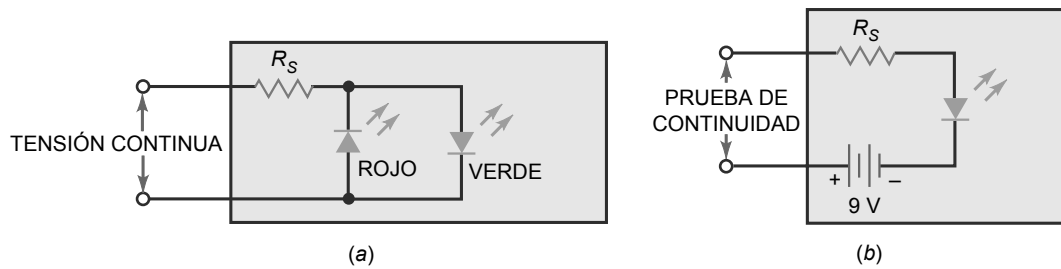 R_S
TENSIÓN CONTINUA
ROJO
VERDE
(a)
R_S
PRUEBA DE
CONTINUIDAD
+ –
9 V
(b)